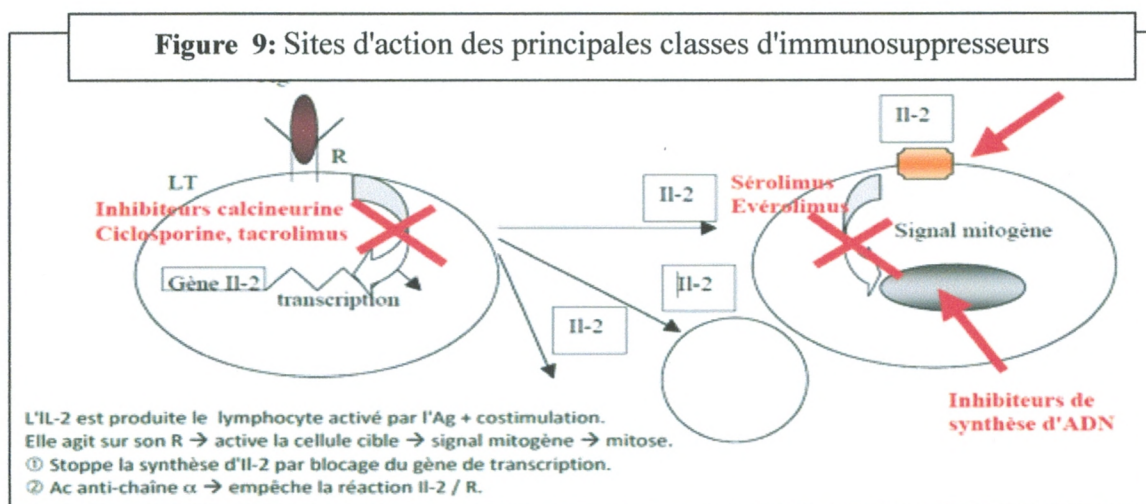 Figure 9: Sites d'action des principales classes d'immunosuppresseurs
R
LT
Inhibiteurs calcineurine
Ciclosporine, tacrolimus
Gène Il-2
transcription
Il-2
Il-2
Il-2
Il-2
Sérolimus
Evérolimus
Signal mitogène
Inhibiteurs de
synthèse d'ADN
L'IL-2 est produite le lymphocyte activé par l'Ag + costimulation.
Elle agit sur son R → active la cellule cible → signal mitogène → mitose.
① Stoppe la synthèse d'Il-2 par blocage du gène de transcription.
② Ac anti-chaîne α → empêche la réaction Il-2 / R.